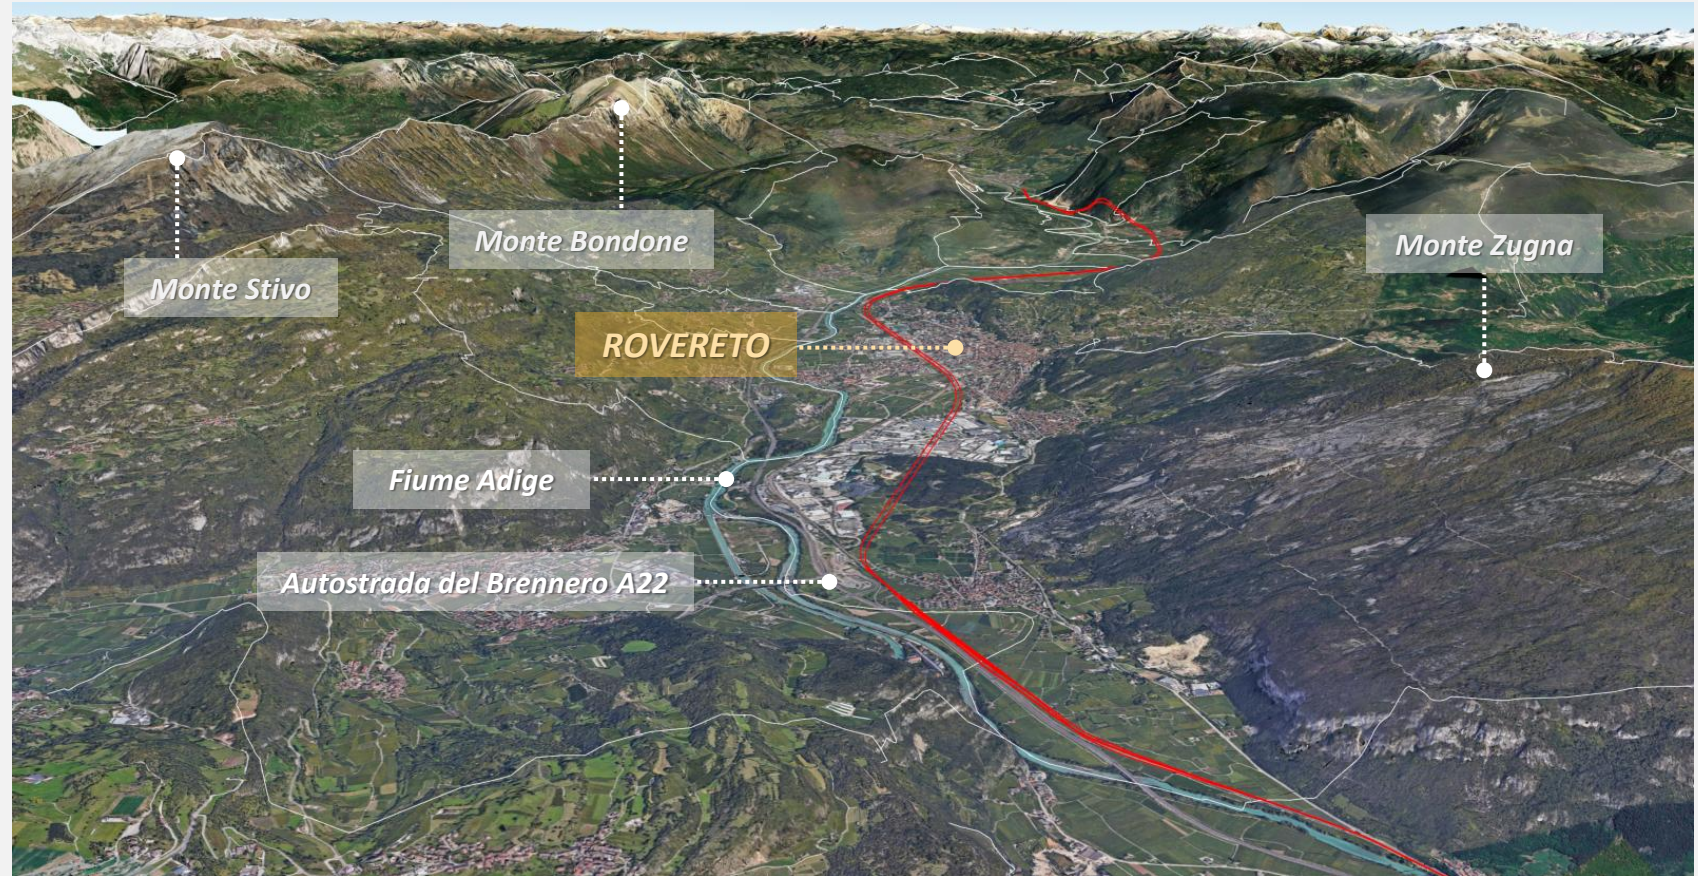 Monte Bondone
Monte Zugna
Monte Stivo
ROVERETO
Fiume Adige
Autostrada del Brennero A22